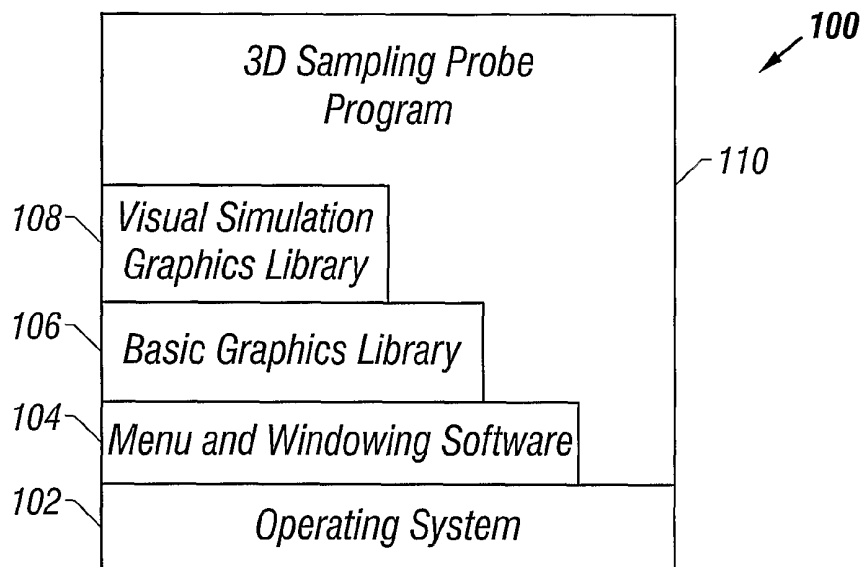 100
3D Sampling Probe
Program
110
108
Visual Simulation
Graphics Library
106
Basic Graphics Library
104
Menu and Windowing Software
102
Operating System